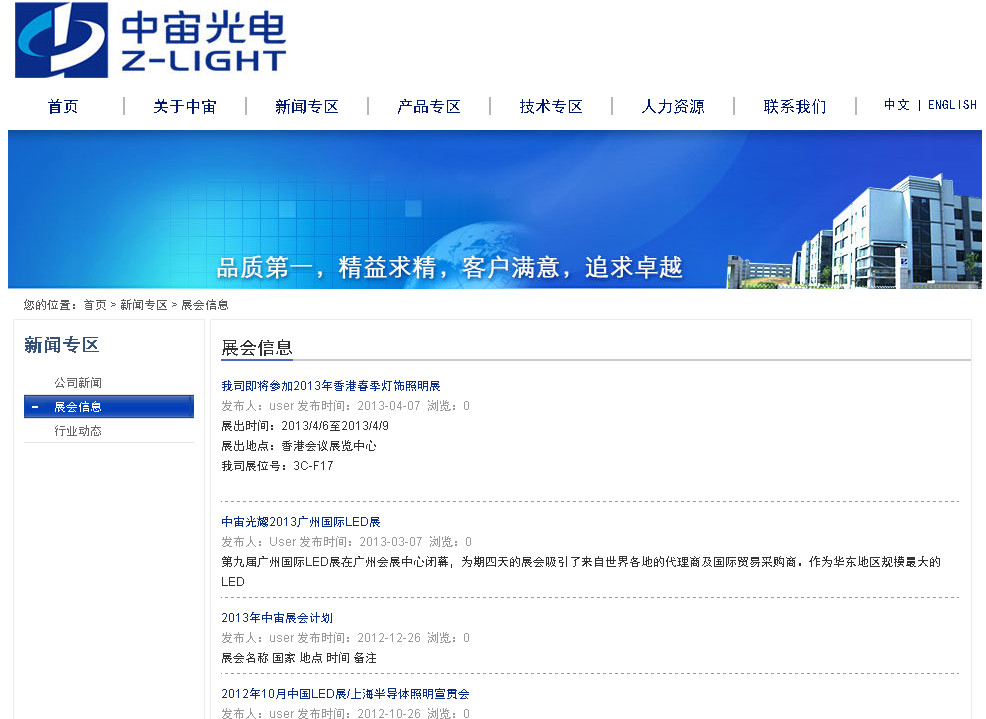 中宙光电
Z-LIGHT
首页 关于中宙 新闻专区 产品专区 技术专区 人力资源 联系我们 中文 | ENGLISH
品质第一，精益求精，客户满意，追求卓越
您的位置：首页 > 新闻专区 > 展会信息
新闻专区
公司新闻
展会信息
行业动态
展会信息
我司即将参加2013年香港春季灯饰照明展
发布人：user 发布时间：2013-04-07 浏览：0
展出时间：2013/4/6至2013/4/9
展出地点：香港会议展览中心
我司展位号：3C-F17
中宙光耀2013广州国际LED展
发布人：User 发布时间：2013-03-07 浏览：0
第九届广州国际LED展在广州会展中心闭幕，为期四天的展会吸引了来自世界各地的代理商及国际贸易采购商。作为华东地区规模最大的
LED
2013年中宙展会计划
发布人：user 发布时间：2012-12-26 浏览：0
展会名称 国家 地点 时间 备注
2012年10月中国LED展/上海半导体照明宣贯会
发布人：user 发布时间：2012-10-26 浏览：0